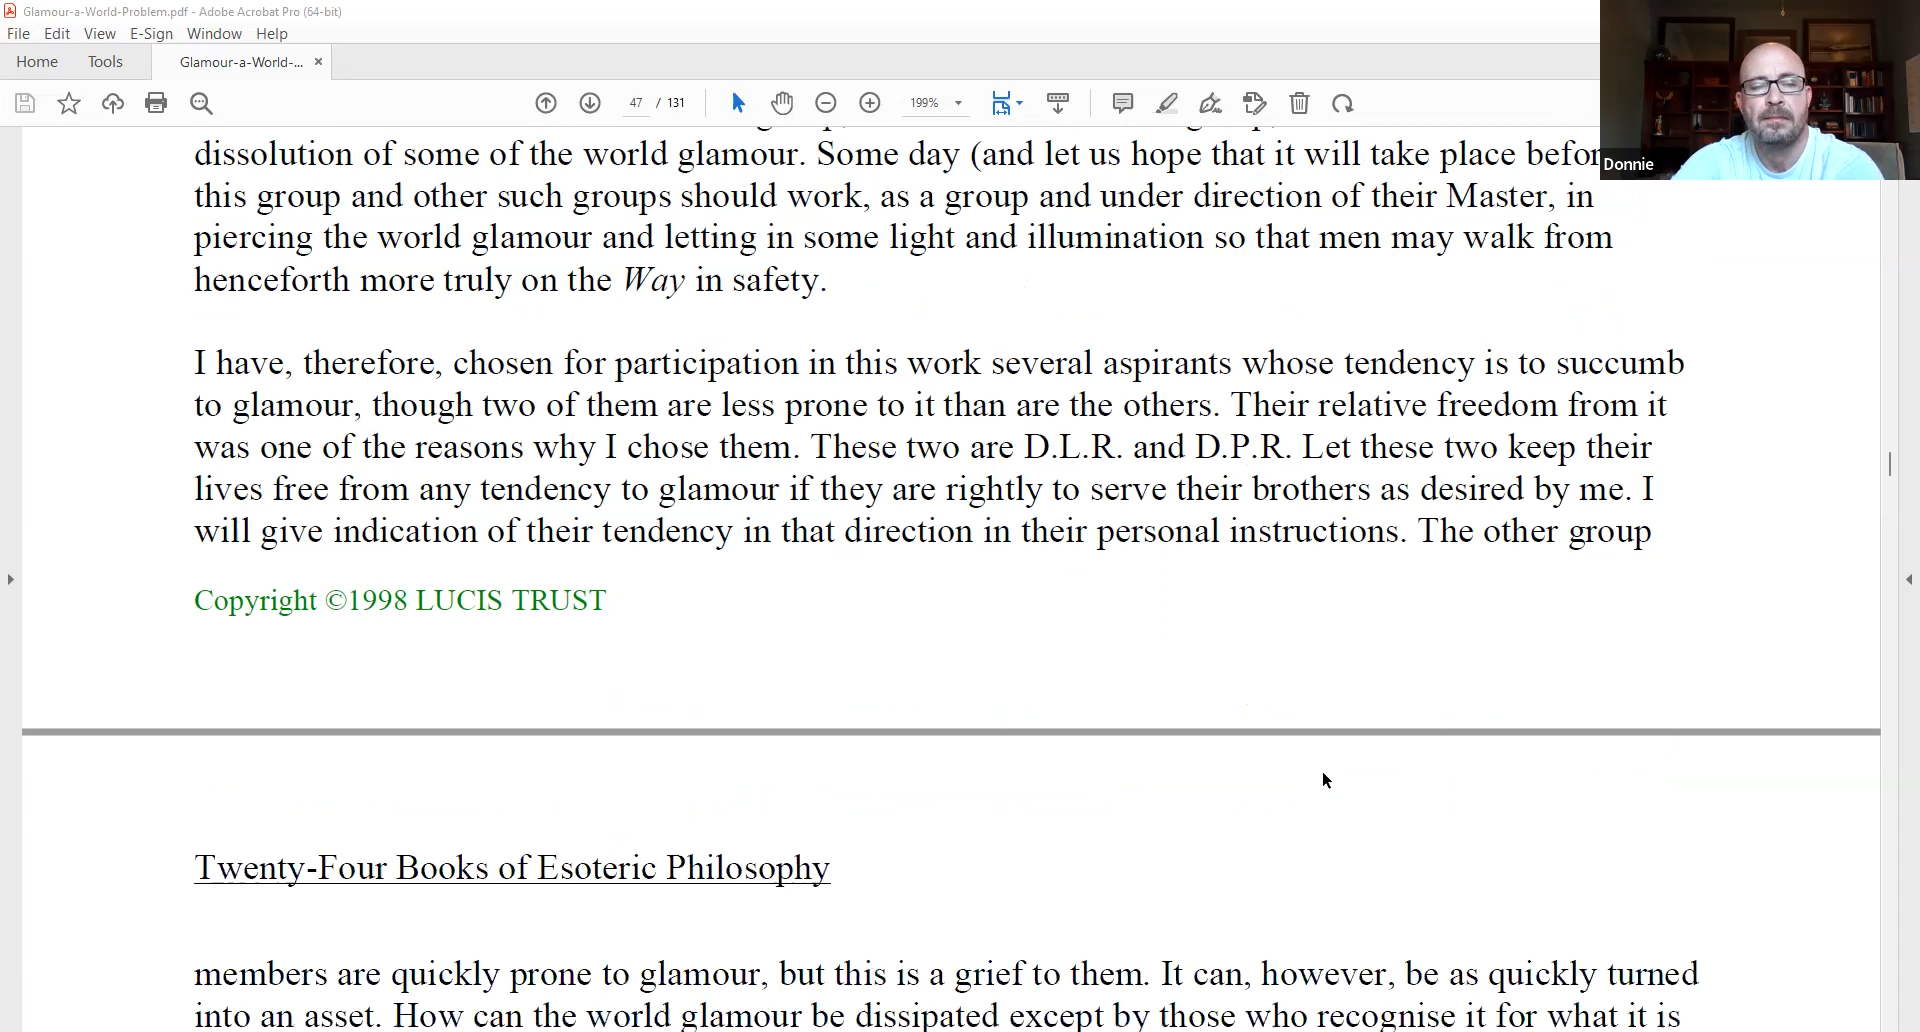 Glamour-a-World-Problem.pdf - Adobe Acrobat Pro (64-bit)
File Edit View E-Sign Window Help
Home Tools Glamour-a-World-... ×
47 / 131 199%
Donnie
dissolution of some of the world glamour. Some day (and let us hope that it will take place
this group and other such groups should work, as a group and under direction of their Master, in
piercing the world glamour and letting in some light and illumination so that men may walk from
henceforth more truly on the Way in safety.
I have, therefore, chosen for participation in this work several aspirants whose tendency is to succumb
to glamour, though two of them are less prone to it than are the others. Their relative freedom from it
was one of the reasons why I chose them. These two are D.L.R. and D.P.R. Let these two keep their
lives free from any tendency to glamour if they are rightly to serve their brothers as desired by me. I
will give indication of their tendency in that direction in their personal instructions. The other group
Copyright ©1998 LUCIS TRUST
Twenty-Four Books of Esoteric Philosophy
members are quickly prone to glamour, but this is a grief to them. It can, however, be as quickly turned
into an asset. How can the world glamour be dissipated except by those who recognise it for what it is